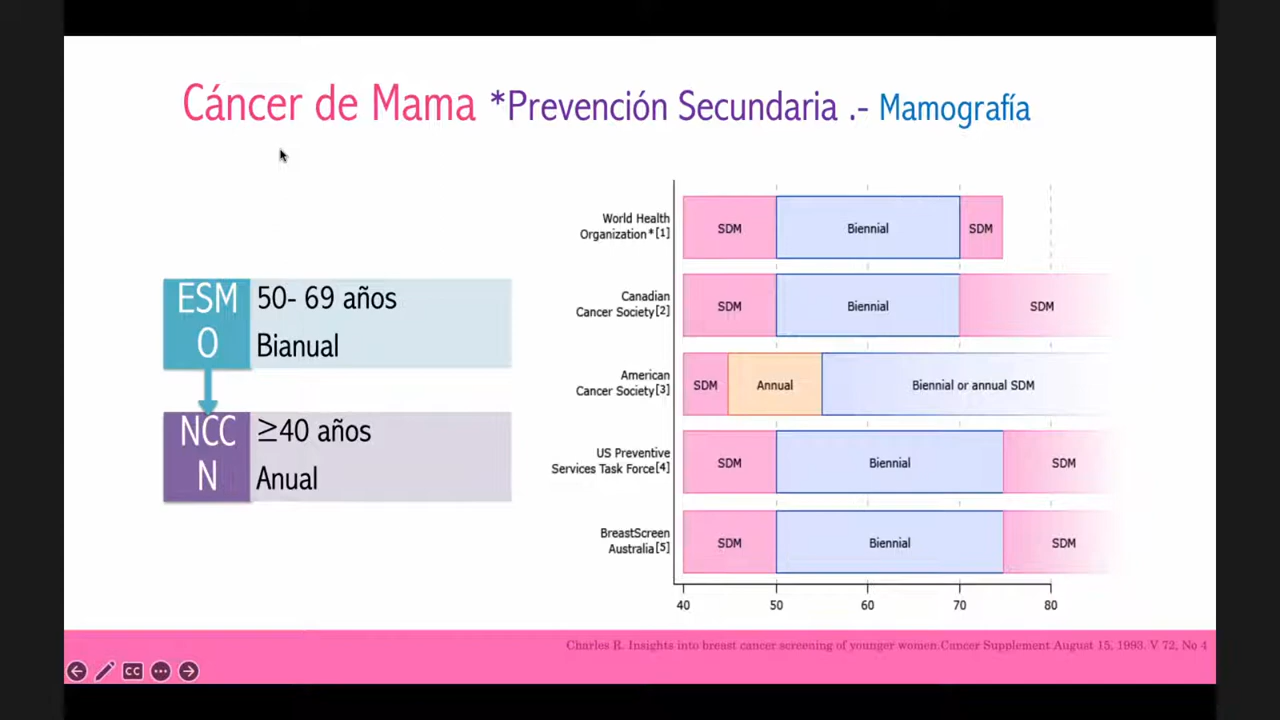 Cáncer de Mama *Prevención Secundaria .- Mamografía
ESM
O
50- 69 años
Bianual
NCC
N
≥40 años
Anual
World Health
Organization*[1]
SDM
Biennial
SDM
Canadian
Cancer Society[2]
SDM
Biennial
SDM
American
Cancer Society[3]
SDM
Annual
Biennial or annual SDM
US Preventive
Services Task Force[4]
SDM
Biennial
SDM
BreastScreen
Australia[5]
SDM
Biennial
SDM
40 50 60 70 80
Charles R. Insights into breast cancer screening of younger women.Cancer Supplement August 15, 1993. V 72, No 4
CC